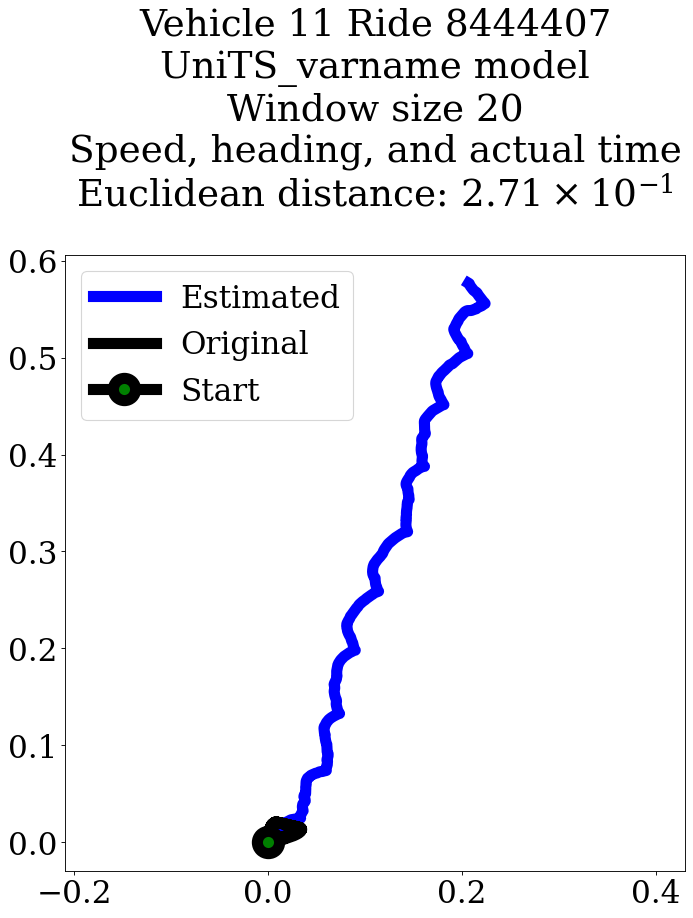 Vehicle 11 Ride 8444407
UniTS_varname model
Window size 20
Speed, heading, and actual time
Euclidean distance: 2.71 × 10⁻¹
Estimated
Original
Start
0.6
0.5
0.4
0.3
0.2
0.1
0.0
−0.2 0.0 0.2 0.4